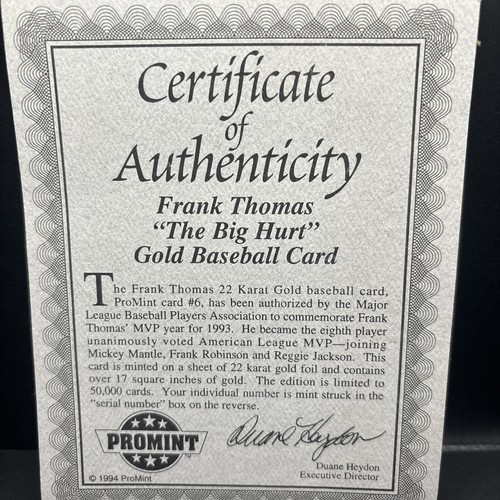 Certificate
of
Authenticity
Frank Thomas
“The Big Hurt”
Gold Baseball Card
The Frank Thomas 22 Karat Gold baseball card,
ProMint card #6, has been authorized by the Major
League Baseball Players Association to commemorate Frank
Thomas’ MVP year for 1993. He became the eighth player
unanimously voted American League MVP—joining
Mickey Mantle, Frank Robinson and Reggie Jackson. This
card is minted on a sheet of 22 karat gold foil and contains
over 17 square inches of gold. The edition is limited to
50,000 cards. Your individual number is mint struck in the
“serial number” box on the reverse.
PROMINT
TM
© 1994 ProMint
Duane Heydon
Duane Heydon
Executive Director